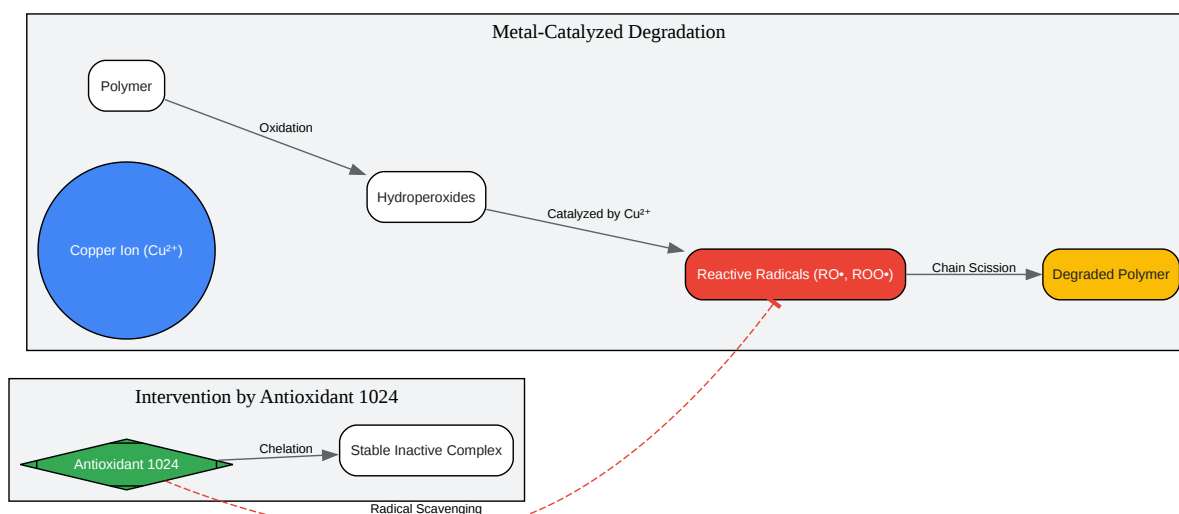 Metal-Catalyzed Degradation
Polymer
Oxidation
Hydroperoxides
Catalyzed by Cu²⁺
Copper Ion (Cu²⁺)
Reactive Radicals (RO•, ROO•)
Chain Scission
Degraded Polymer
Intervention by Antioxidant 1024
Antioxidant 1024
Chelation
Stable Inactive Complex
Radical Scavenging